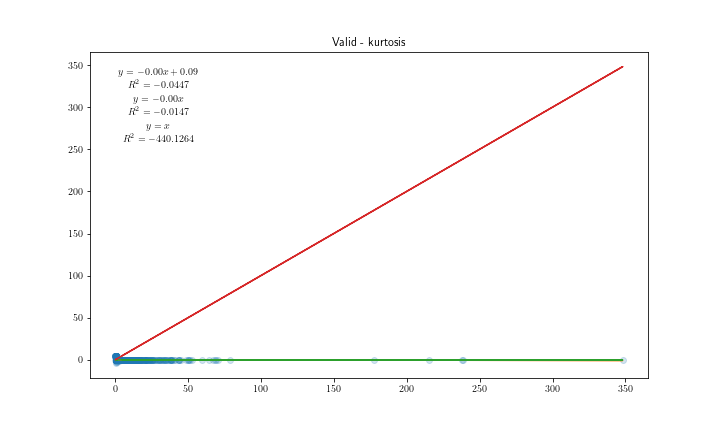 Valid - kurtosis
y = −0.00x + 0.09
R² = −0.0447
y = −0.00x
R² = −0.0147
y = x
R² = −440.1264
350
300
250
200
150
100
50
0
0 50 100 150 200 250 300 350